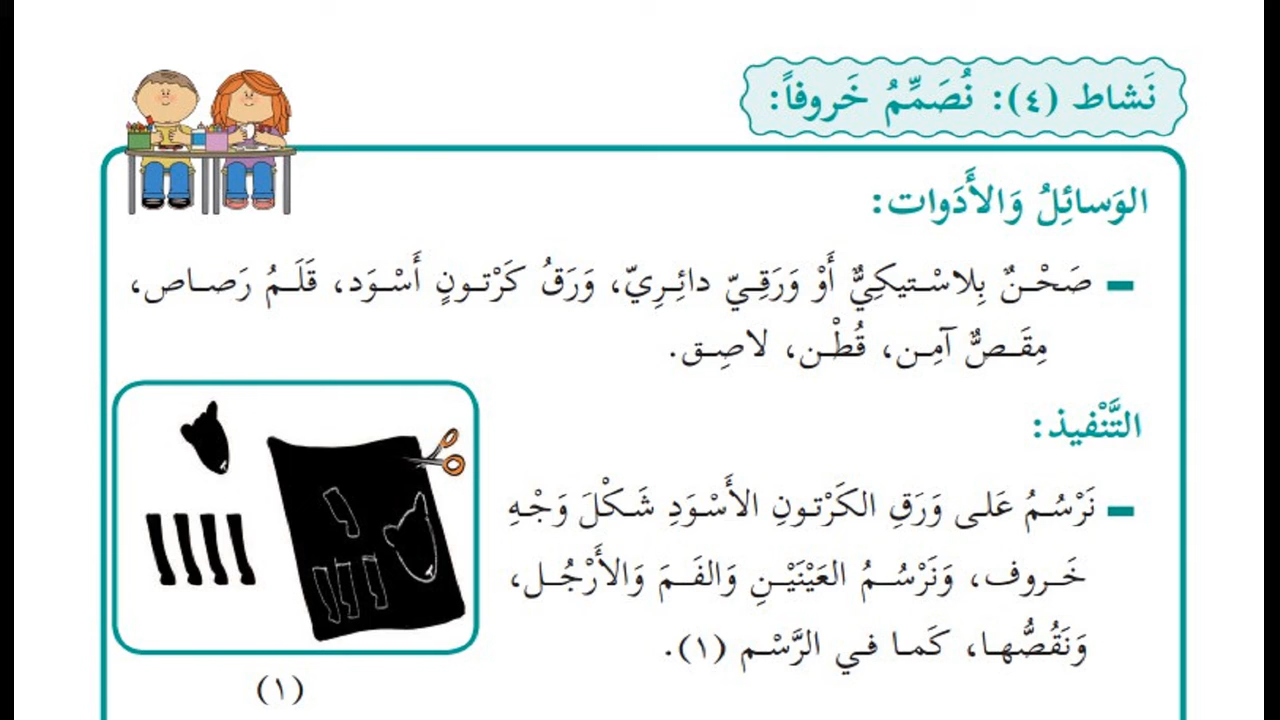 نَشاط (٤): نُصَمِّمُ خَروفاً:
الوَسائِلُ وَالأَدَوات:
صَحْنٌ بِلاسْتيكِيٌّ أَوْ وَرَقِيّ دائِرِيّ، وَرَقُ كَرْتونٍ أَسْوَد، قَلَمُ رَصاص،
مِقَصٌّ آمِن، قُطْن، لاصِق.
التَّنْفيذ:
نَرْسُمُ عَلى وَرَقِ الكَرْتونِ الأَسْوَدِ شَكْلَ وَجْهِ
خَروف، وَنَرْسُمُ العَيْنَيْنِ وَالفَمَ وَالأَرْجُل،
وَنَقُصُّها، كَما في الرَّسْم (١).
(١)